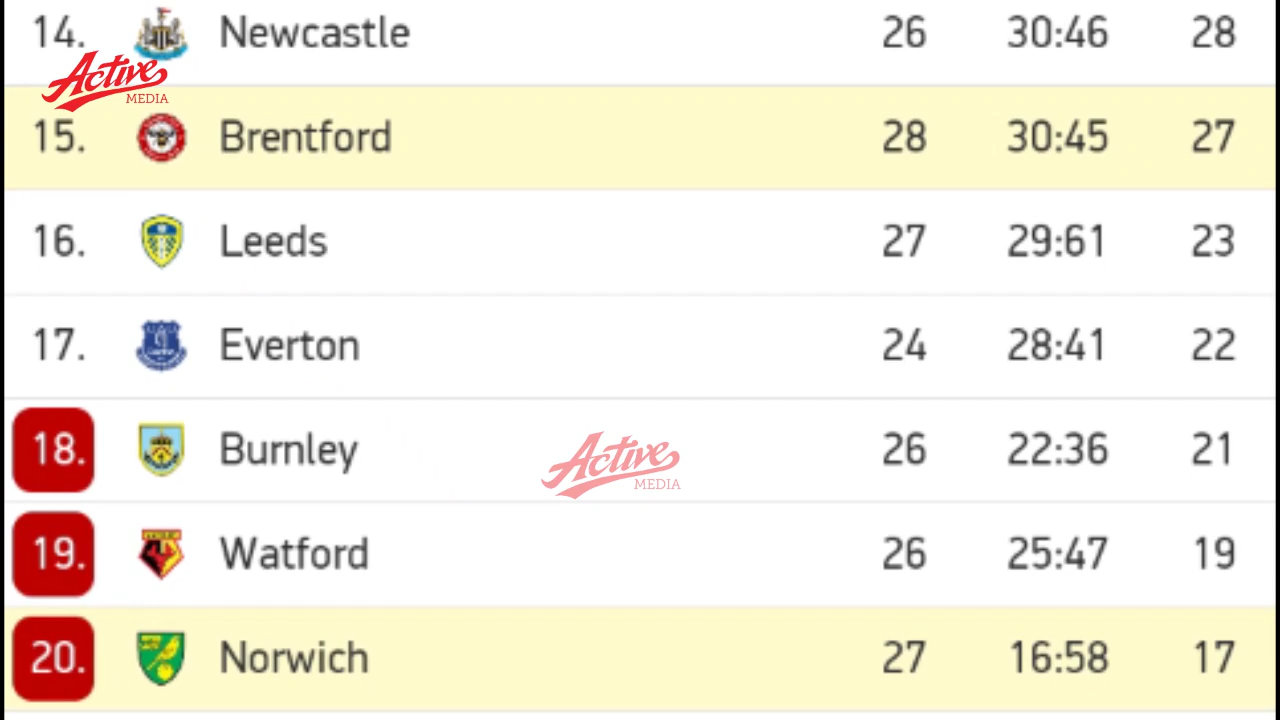 14. Newcastle 26 30:46 28
Active
MEDIA
15. Brentford 28 30:45 27
16. Leeds 27 29:61 23
17. Everton 24 28:41 22
18. Burnley 26 22:36 21
Active
MEDIA
19. Watford 26 25:47 19
20. Norwich 27 16:58 17